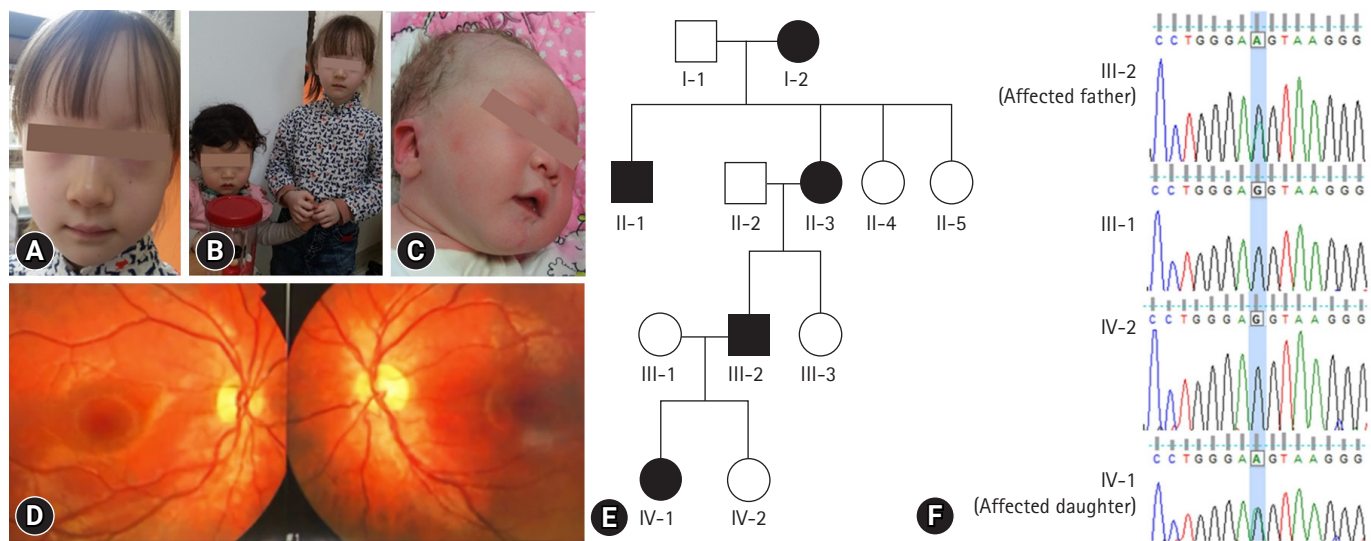 A
B
C
D
#1
E
I-1
I-2
II-1
II-2
II-3
II-4
II-5
III-1
III-2
III-3
IV-1
IV-2
F
III-2
(Affected father)
C C T G G G A A G T A A G G G
III-1
C C T G G G A G G T A A G G G
IV-2
C C T G G G A G G T A A G G G
IV-1
(Affected daughter)
C C T G G G A A G T A A G G G